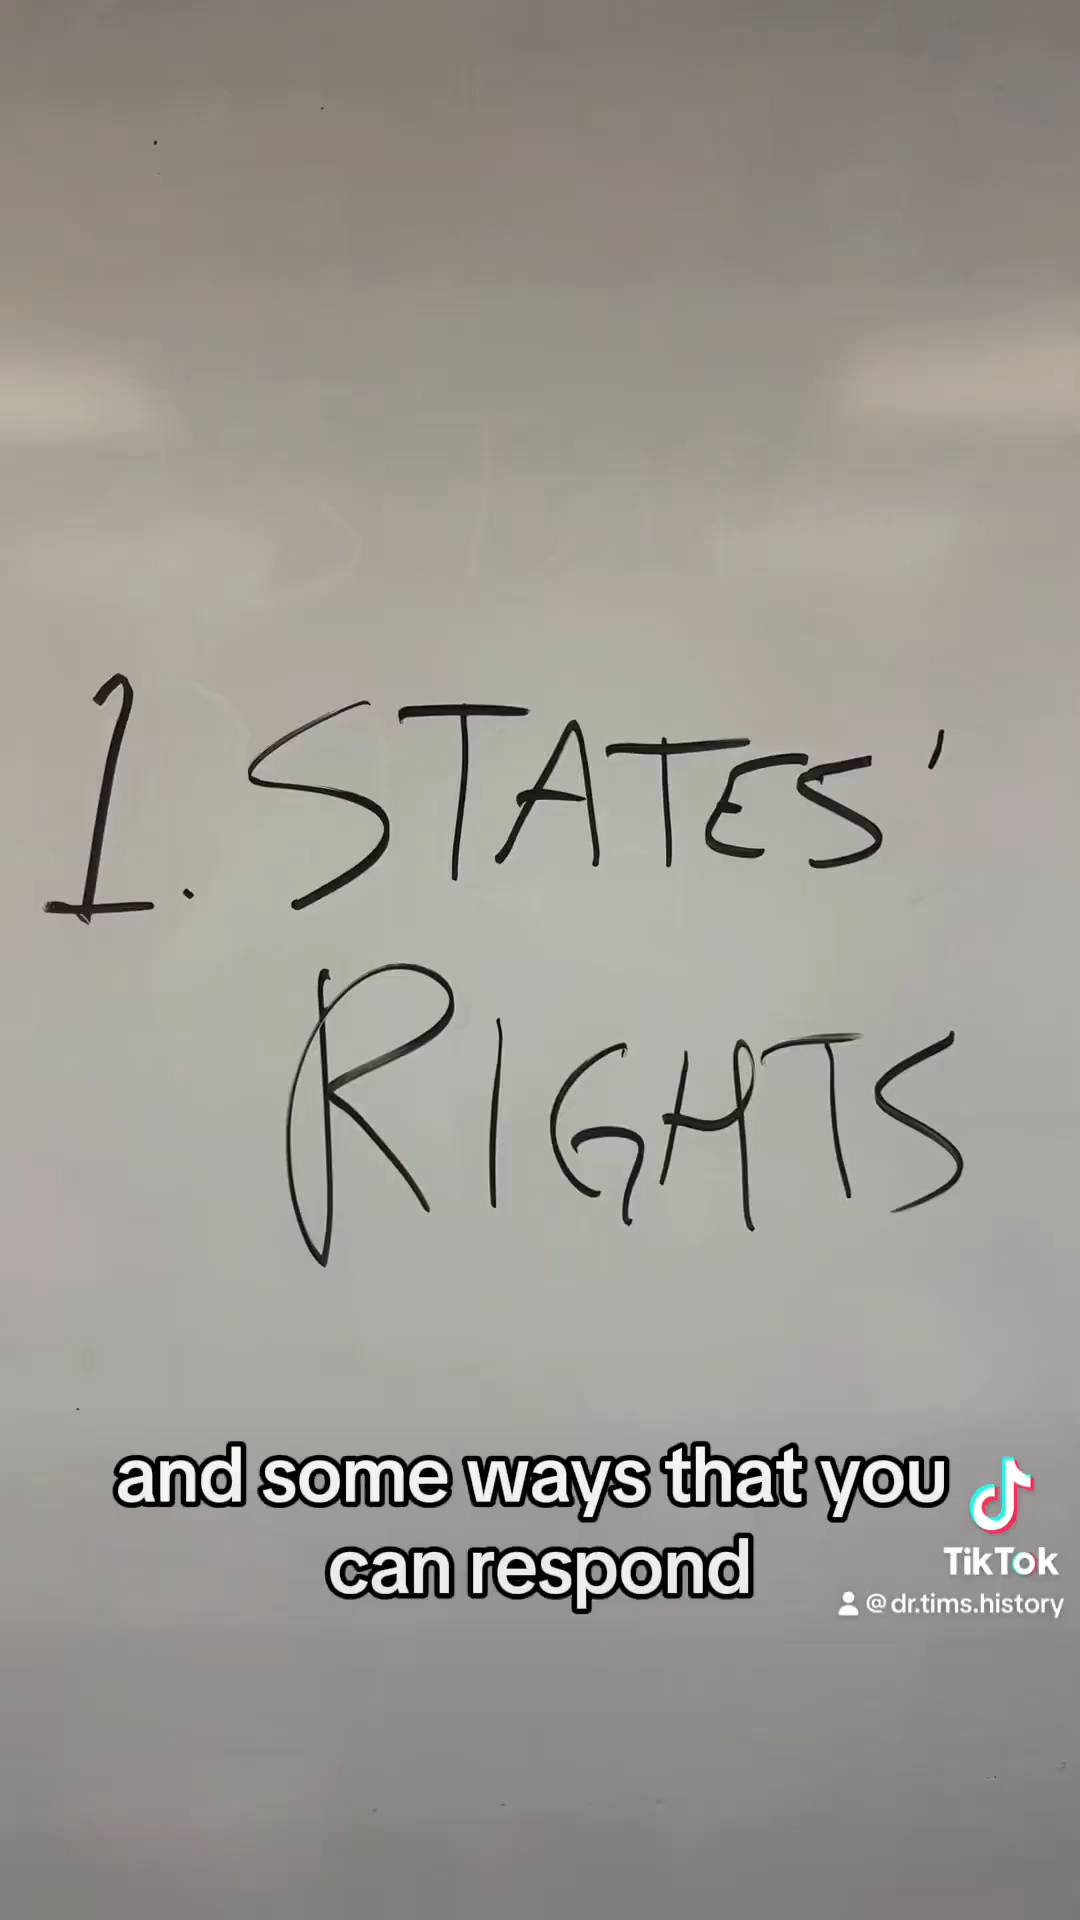 1. STATES'
RIGHTS
and some ways that you
can respond
TikTok
@dr.tims.history